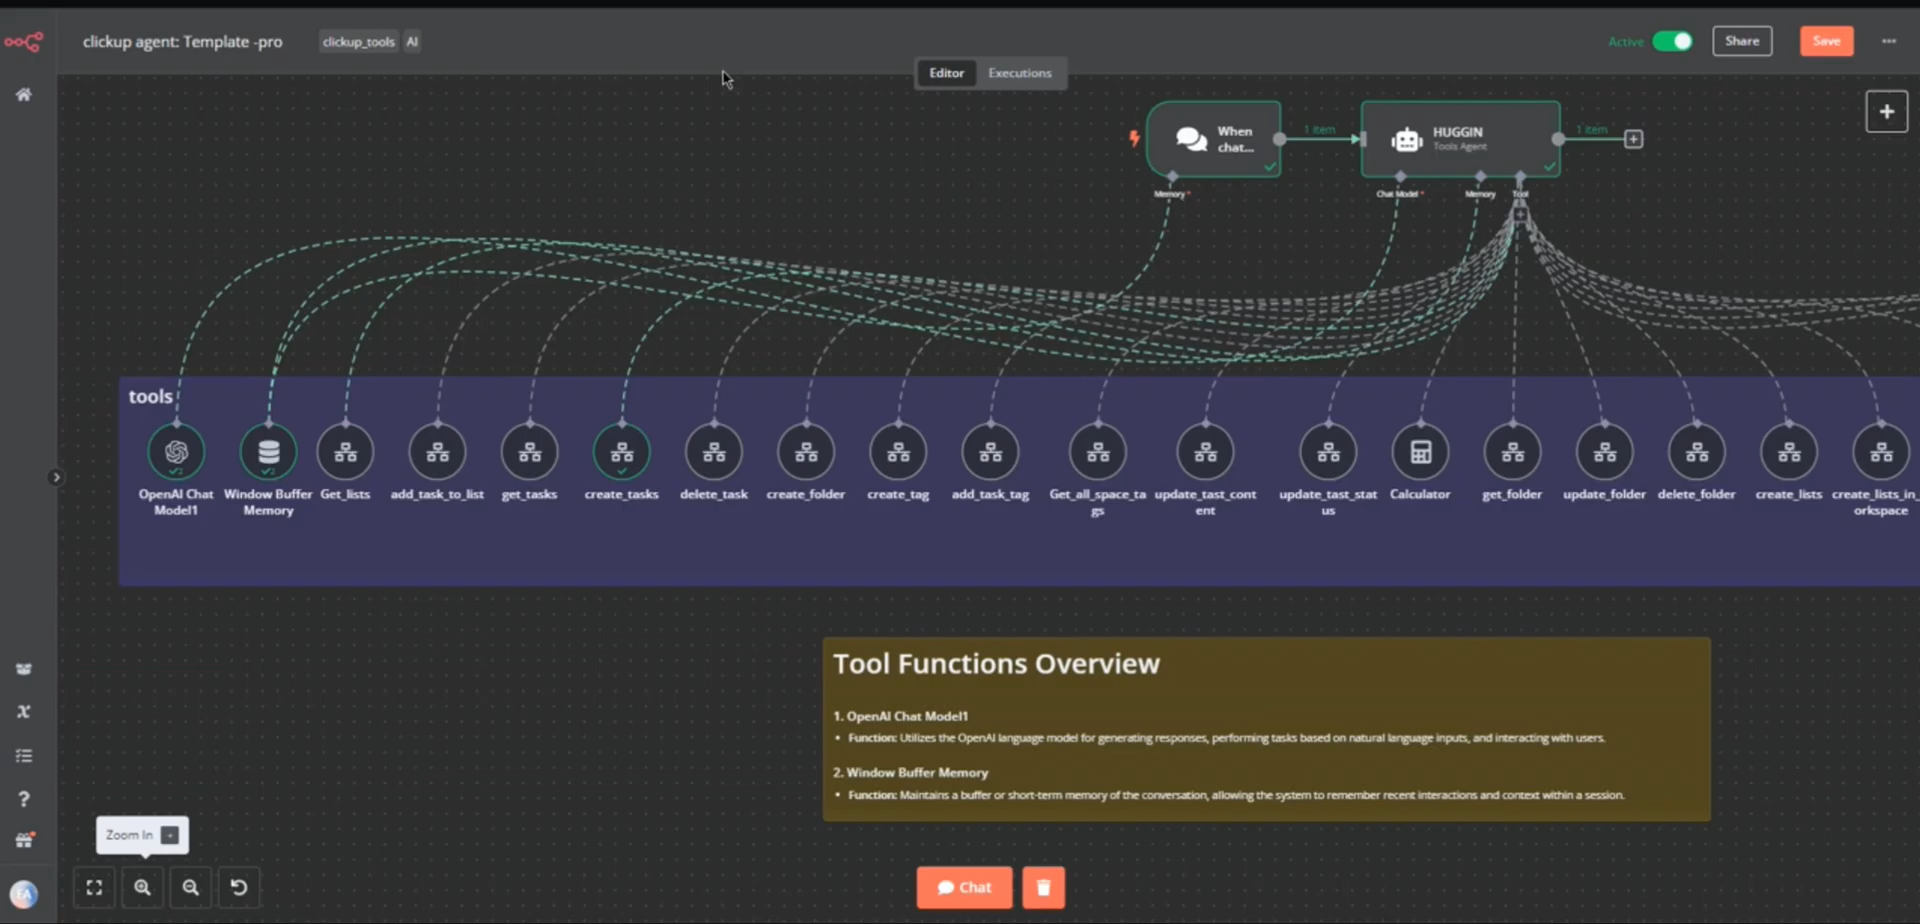 clickup agent: Template -pro
clickup_tools
AI
Active
Share
Save
Editor
Executions
When
chat...
1 item
HUGGIN
Tools Agent
1 item
Memory *
Chat Model *
Memory
Tool
tools
OpenAI Chat
Model1
Window Buffer
Memory
Get_lists
add_task_to_list
get_tasks
create_tasks
delete_task
create_folder
create_tag
add_task_tag
Get_all_space_ta
gs
update_tast_cont
ent
update_tast_stat
us
Calculator
get_folder
update_folder
delete_folder
create_lists
create_lists_in_
orkspace
Tool Functions Overview
1. OpenAI Chat Model1
• Function: Utilizes the OpenAI language model for generating responses, performing tasks based on natural language inputs, and interacting with users.
2. Window Buffer Memory
• Function: Maintains a buffer or short-term memory of the conversation, allowing the system to remember recent interactions and context within a session.
Zoom In +
Chat
FA